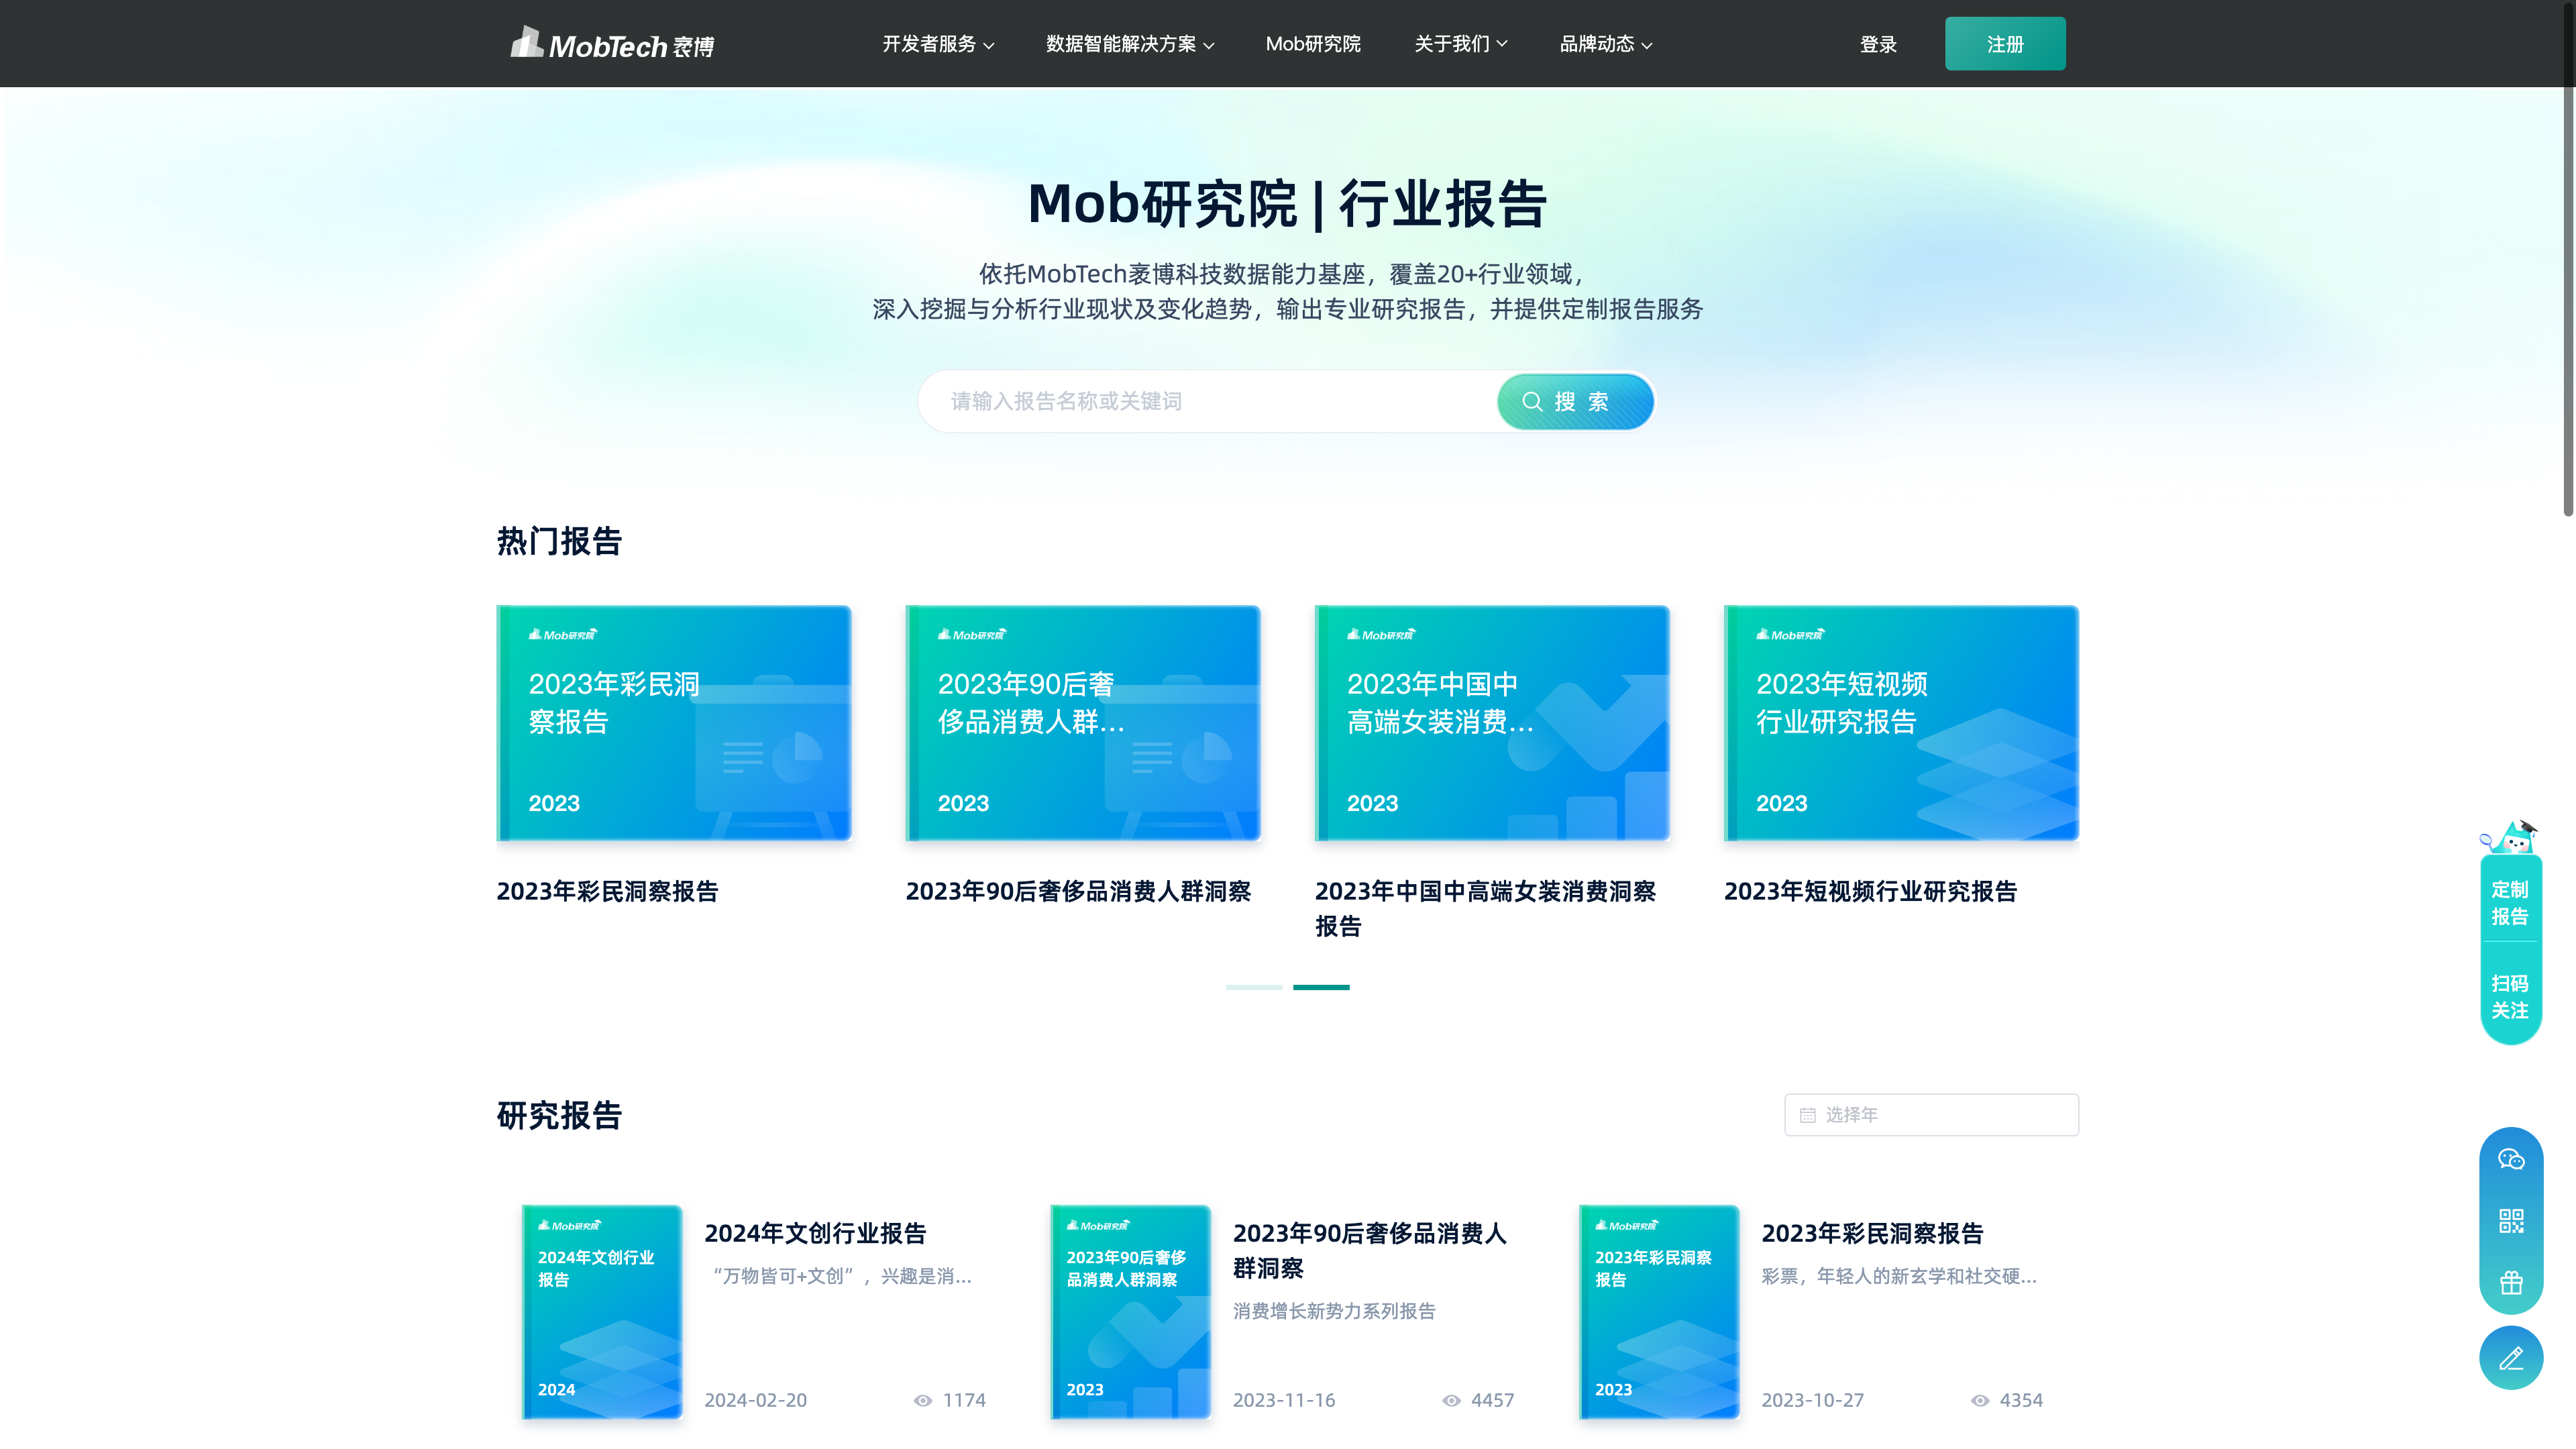 MobTech 袤博
开发者服务
数据智能解决方案
Mob研究院
关于我们
品牌动态
登录
注册
Mob研究院 | 行业报告
依托MobTech袤博科技数据能力基座，覆盖20+行业领域，
深入挖掘与分析行业现状及变化趋势，输出专业研究报告，并提供定制报告服务
请输入报告名称或关键词
搜 索
热门报告
Mob研究院
2023年彩民洞
察报告
2023
2023年彩民洞察报告
Mob研究院
2023年90后奢
侈品消费人群...
2023
2023年90后奢侈品消费人群洞察
Mob研究院
2023年中国中
高端女装消费...
2023
2023年中国中高端女装消费洞察
报告
Mob研究院
2023年短视频
行业研究报告
2023
2023年短视频行业研究报告
定制
报告
扫码
关注
研究报告
选择年
Mob研究院
2024年文创行业
报告
2024
2024年文创行业报告
“万物皆可+文创”，兴趣是消...
2024-02-20
1174
Mob研究院
2023年90后奢侈
品消费人群洞察
2023
2023年90后奢侈品消费人
群洞察
消费增长新势力系列报告
2023-11-16
4457
Mob研究院
2023年彩民洞察
报告
2023
2023年彩民洞察报告
彩票，年轻人的新玄学和社交硬...
2023-10-27
4354